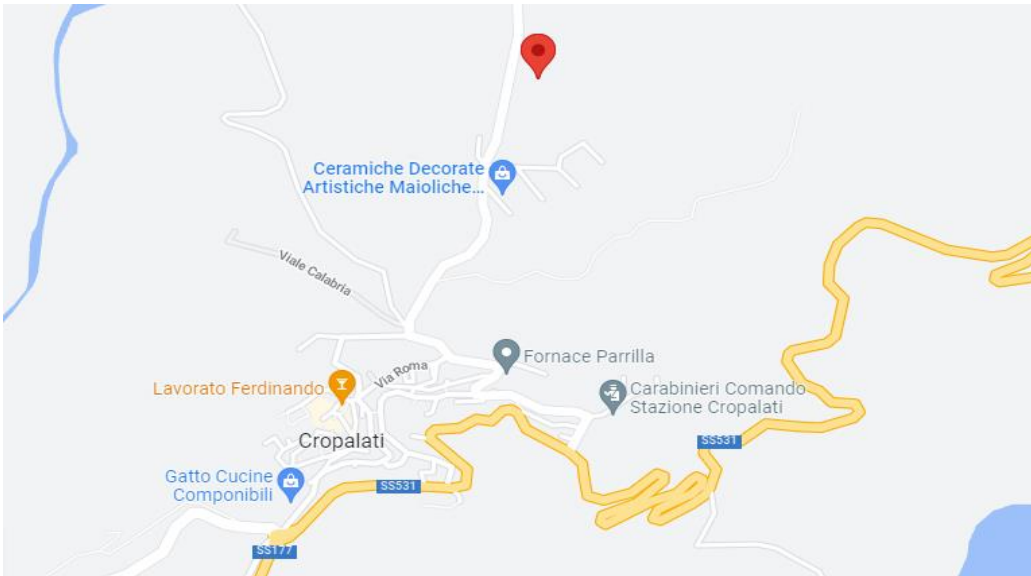 Ceramiche Decorate
Artistiche Maioliche...
Viale Calabria
Fornace Parrilla
Via Roma
Lavorato Ferdinando
Carabinieri Comando
Stazione Cropalati
Cropalati
SS531
Gatto Cucine
Componibili
SS531
SS177